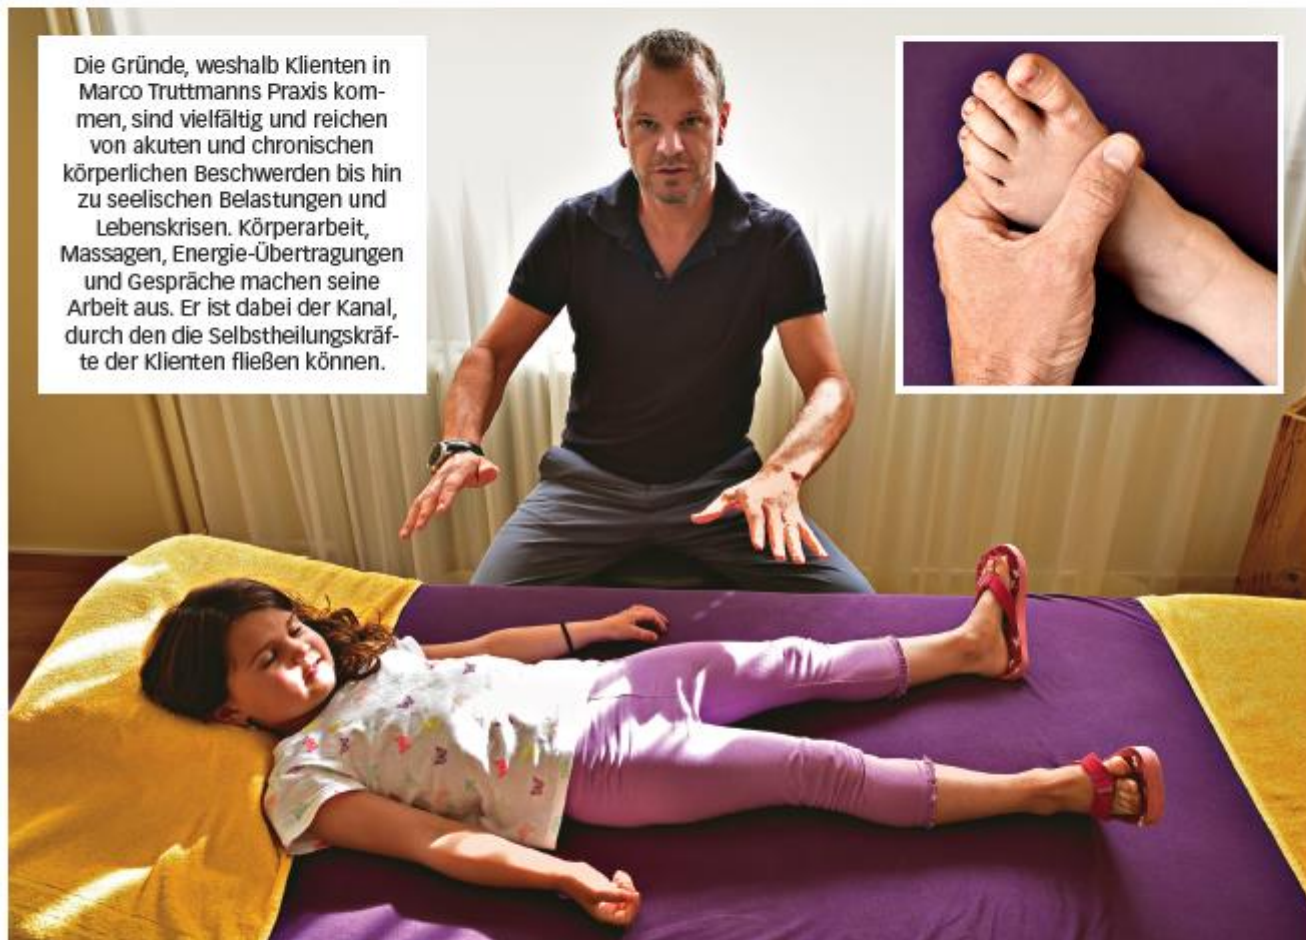 Die Gründe, weshalb Klienten in
Marco Truttmanns Praxis kom-
men, sind vielfältig und reichen
von akuten und chronischen
körperlichen Beschwerden bis hin
zu seelischen Belastungen und
Lebenskrisen. Körperarbeit,
Massagen, Energie-Übertragungen
und Gespräche machen seine
Arbeit aus. Er ist dabei der Kanal,
durch den die Selbstheilungskräf-
te der Klienten fließen können.